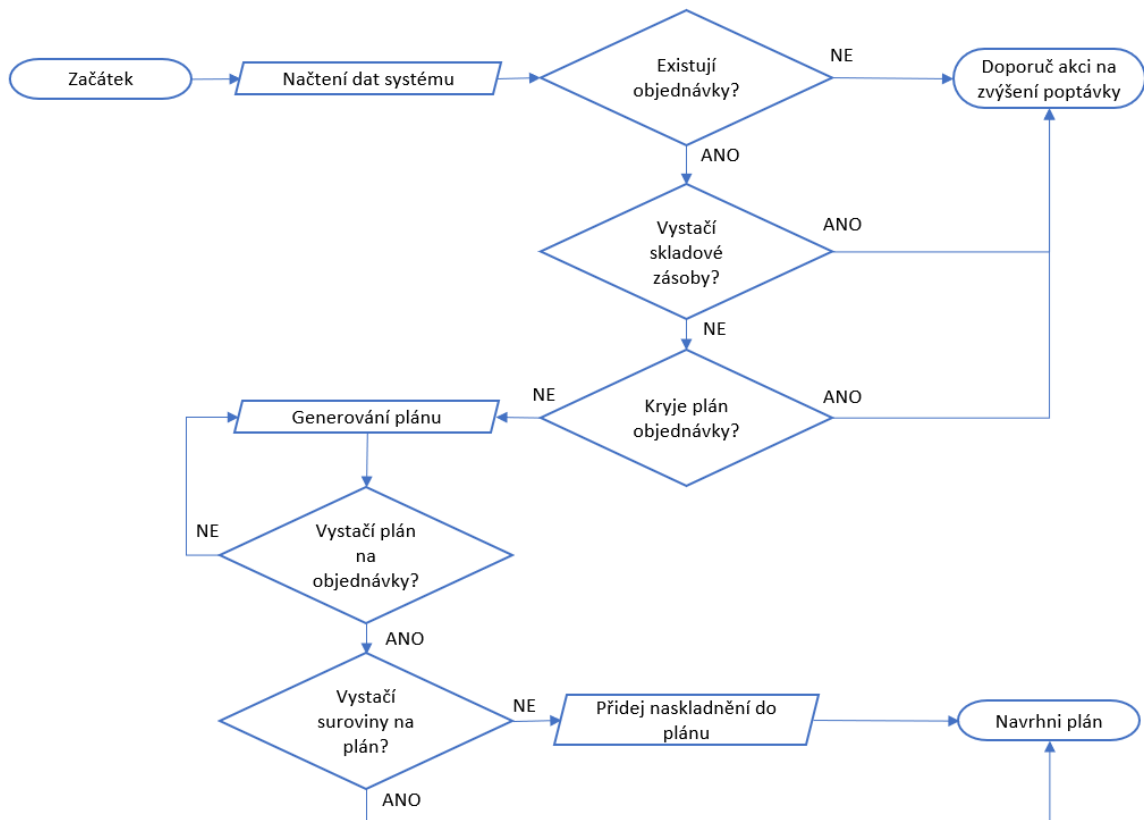 Začátek
Načtení dat systému
Existují
objednávky?
NE
Doporuč akci na
zvýšení poptávky
ANO
Vystačí
skladové
zásoby?
ANO
NE
Kryje plán
objednávky?
ANO
NE
Generování plánu
NE
Vystačí plán
na
objednávky?
ANO
Vystačí
suroviny na
plán?
NE
Přidej naskladnění do
plánu
Navrhni plán
ANO